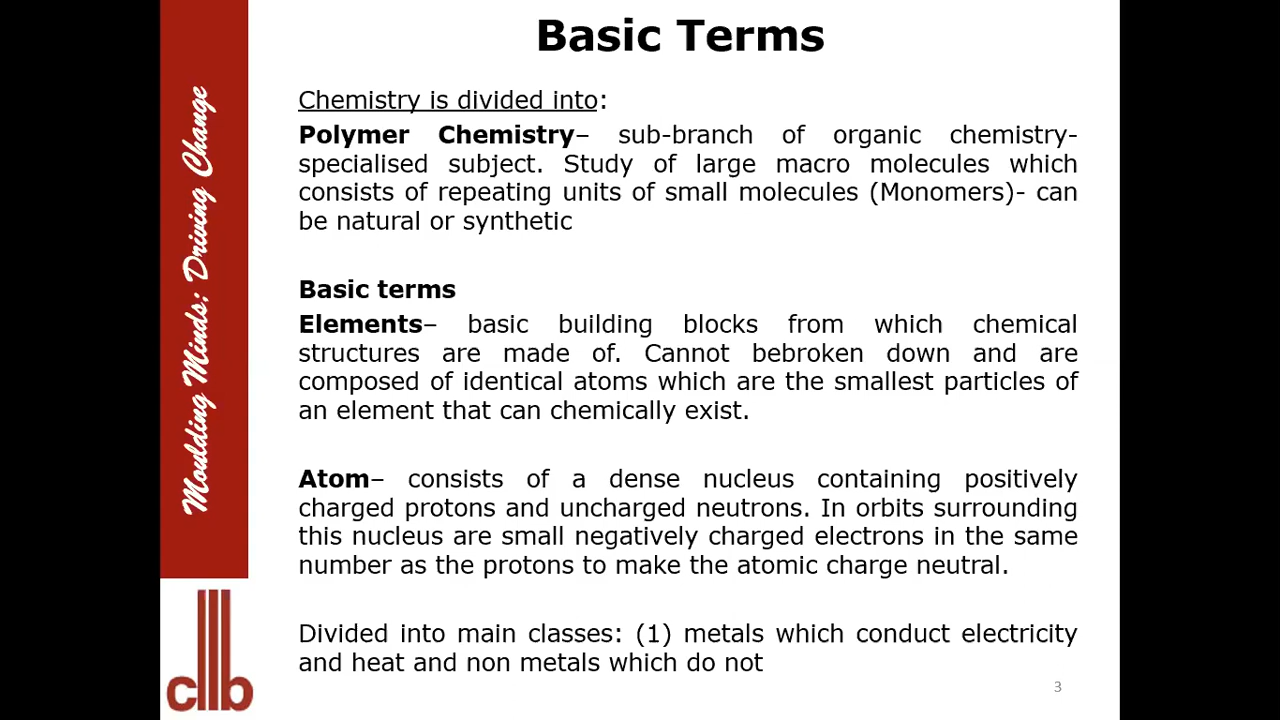 Basic Terms
Moulding Minds; Driving Change
Chemistry is divided into:
Polymer Chemistry– sub-branch of organic chemistry-
specialised subject. Study of large macro molecules which
consists of repeating units of small molecules (Monomers)- can
be natural or synthetic
Basic terms
Elements– basic building blocks from which chemical
structures are made of. Cannot bebroken down and are
composed of identical atoms which are the smallest particles of
an element that can chemically exist.
Atom– consists of a dense nucleus containing positively
charged protons and uncharged neutrons. In orbits surrounding
this nucleus are small negatively charged electrons in the same
number as the protons to make the atomic charge neutral.
Divided into main classes: (1) metals which conduct electricity
and heat and non metals which do not
cllb
3